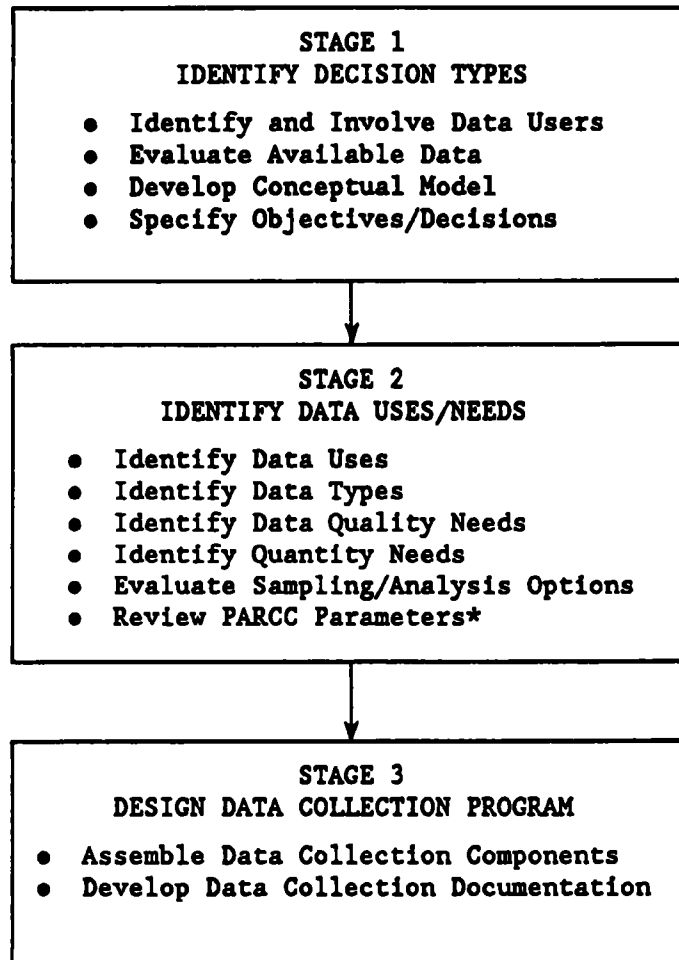 STAGE 1
IDENTIFY DECISION TYPES
● Identify and Involve Data Users
● Evaluate Available Data
● Develop Conceptual Model
● Specify Objectives/Decisions
STAGE 2
IDENTIFY DATA USES/NEEDS
● Identify Data Uses
● Identify Data Types
● Identify Data Quality Needs
● Identify Quantity Needs
● Evaluate Sampling/Analysis Options
● Review PARCC Parameters*
STAGE 3
DESIGN DATA COLLECTION PROGRAM
● Assemble Data Collection Components
● Develop Data Collection Documentation